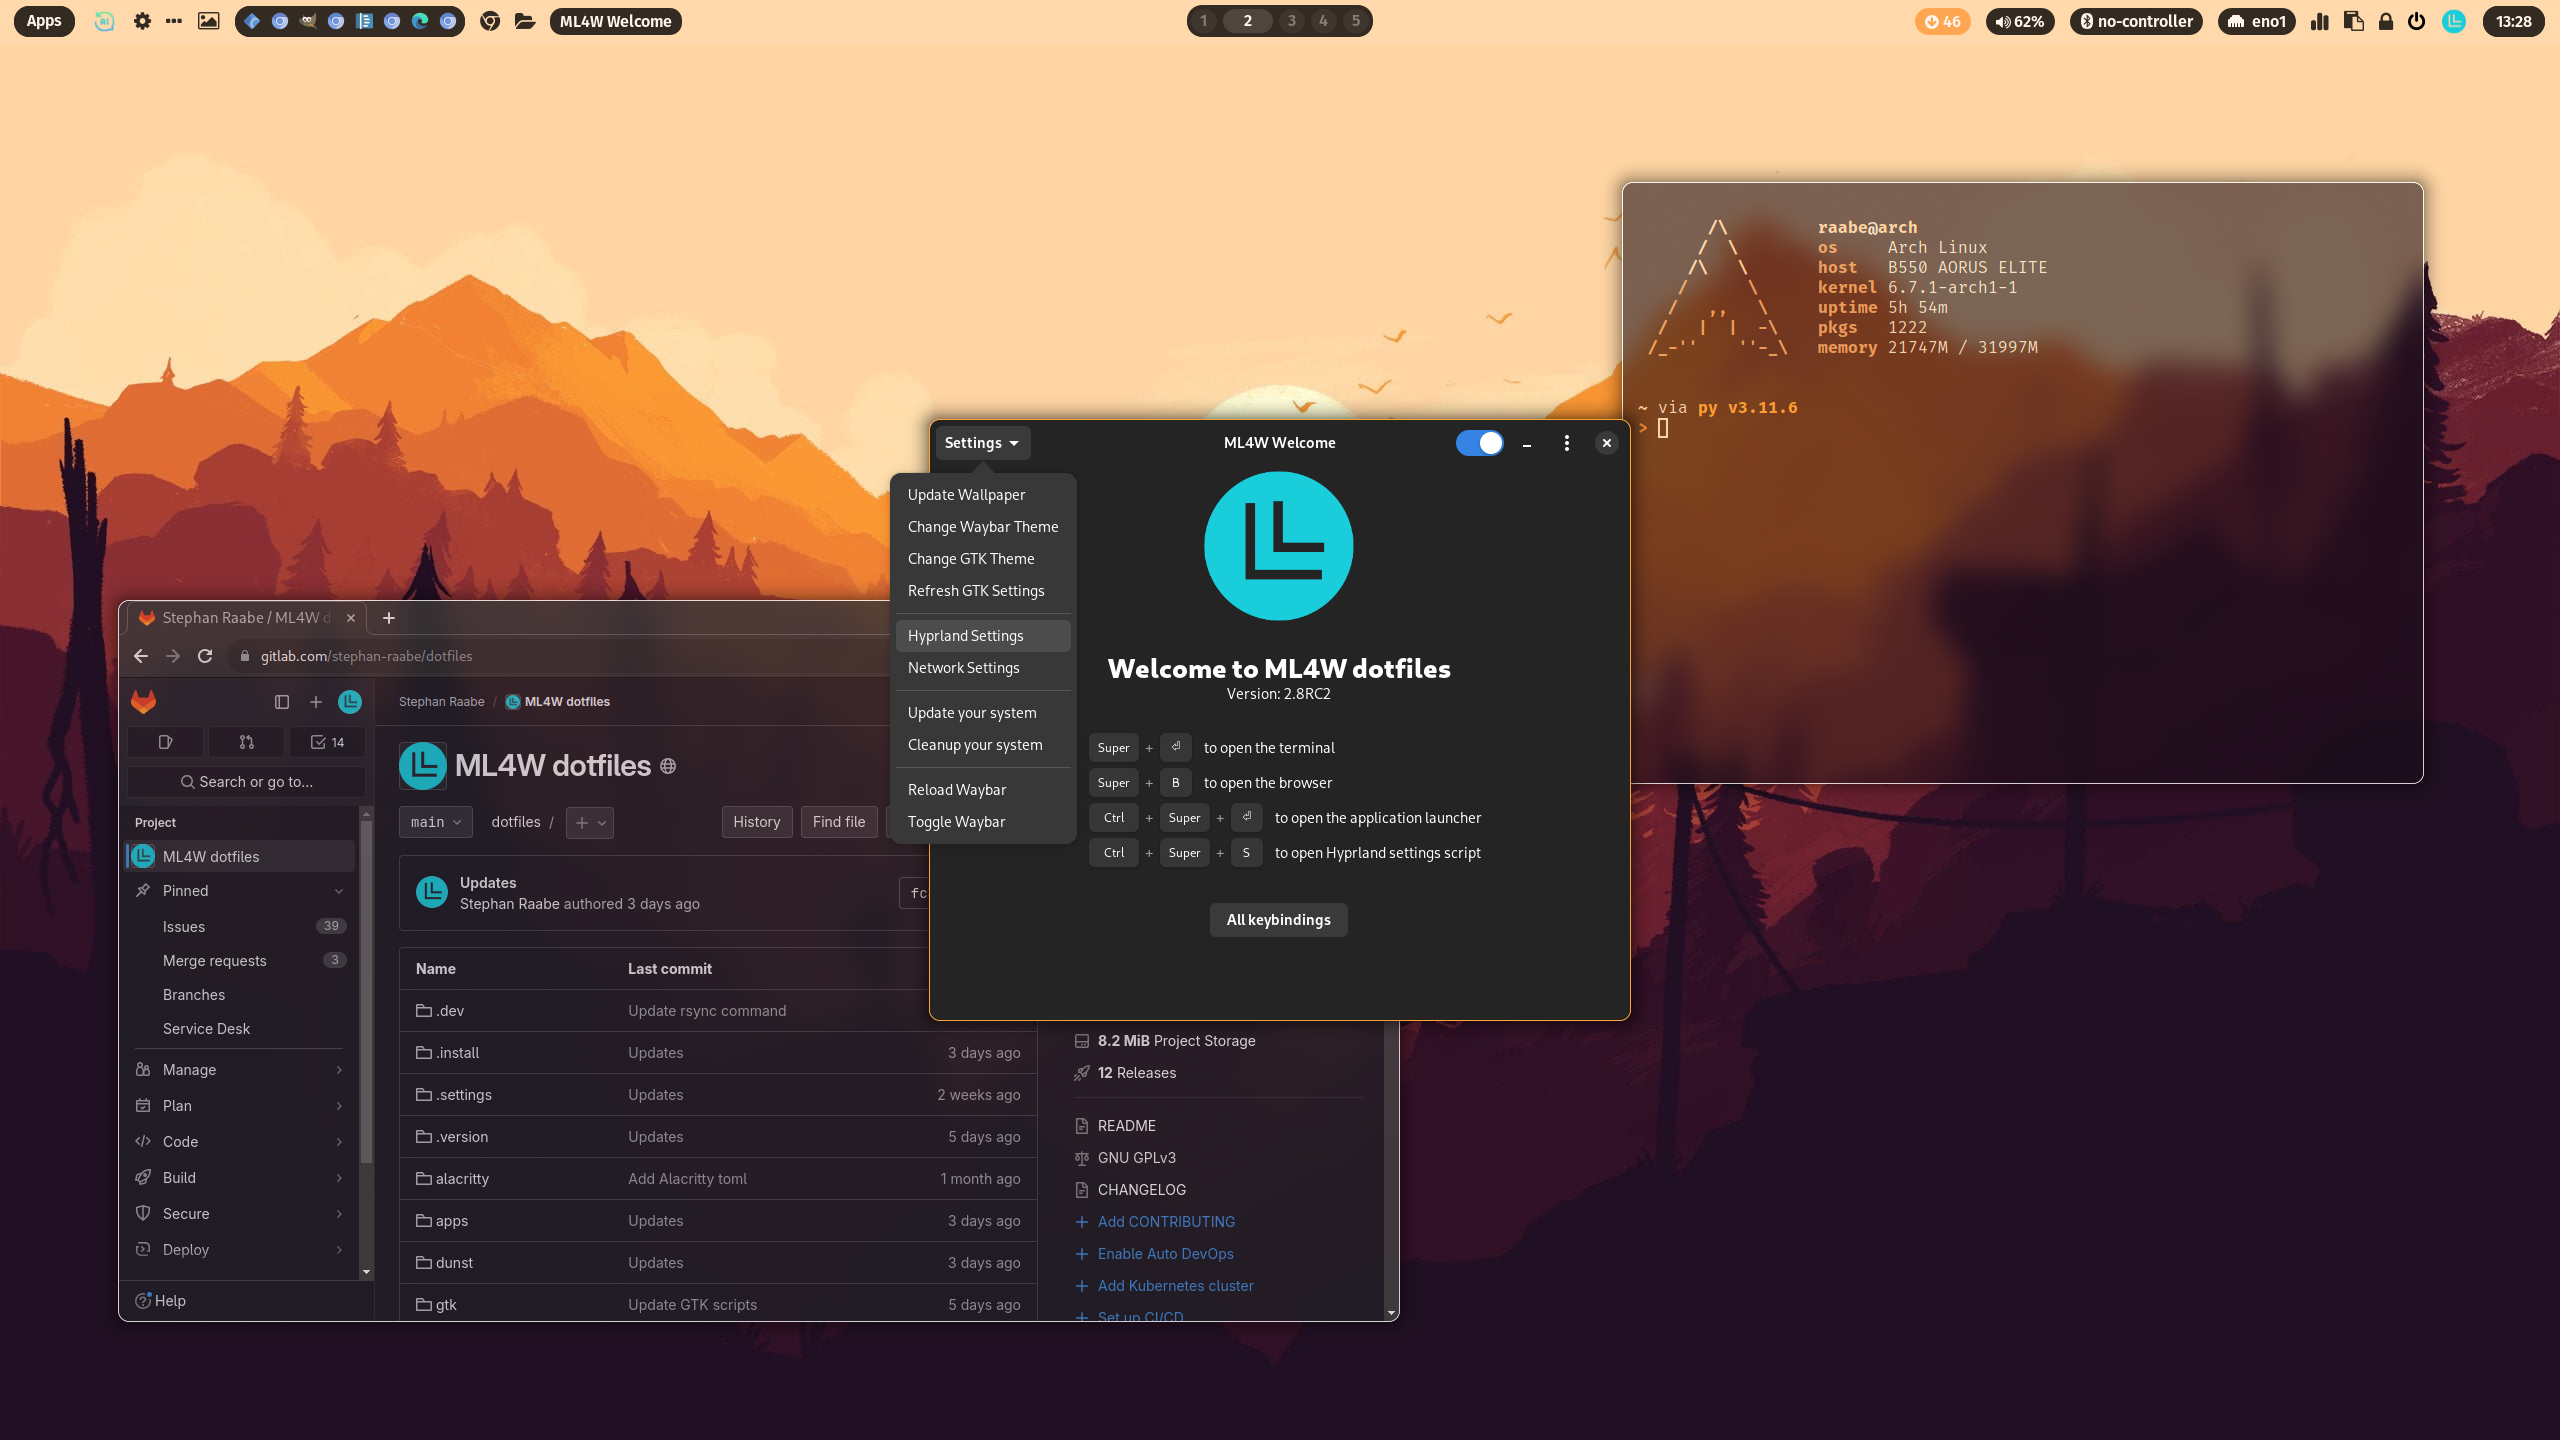 Apps
ML4W Welcome
1 2 3 4 5
46
62%
no-controller
eno1
13:28
raabe@arch
os Arch Linux
host B550 AORUS ELITE
kernel 6.7.1-arch1-1
uptime 5h 54m
pkgs 1222
memory 21747M / 31997M
~ via py v3.11.6
>
Settings
ML4W Welcome
Update Wallpaper
Change Waybar Theme
Change GTK Theme
Refresh GTK Settings
Hyprland Settings
Network Settings
Update your system
Cleanup your system
Reload Waybar
Toggle Waybar
Welcome to ML4W dotfiles
Version: 2.8RC2
Super + ⏎ to open the terminal
Super + B to open the browser
Ctrl + Super + ⏎ to open the application launcher
Ctrl + Super + S to open Hyprland settings script
All keybindings
Stephan Raabe / ML4W d
gitlab.com/stephan-raabe/dotfiles
14
Search or go to...
Project
ML4W dotfiles
Pinned
Issues 39
Merge requests 3
Branches
Service Desk
Manage
Plan
Code
Build
Secure
Deploy
Help
Stephan Raabe / ML4W dotfiles
ML4W dotfiles
main
dotfiles /
History
Find file
Updates
Stephan Raabe authored 3 days ago
fc
Name Last commit
.dev Update rsync command
.install Updates 3 days ago
.settings Updates 2 weeks ago
.version Updates 5 days ago
alacritty Add Alacritty toml 1 month ago
apps Updates 3 days ago
dunst Updates 3 days ago
gtk Update GTK scripts 5 days ago
8.2 MiB Project Storage
12 Releases
README
GNU GPLv3
CHANGELOG
Add CONTRIBUTING
Enable Auto DevOps
Add Kubernetes cluster
Set up CI/CD